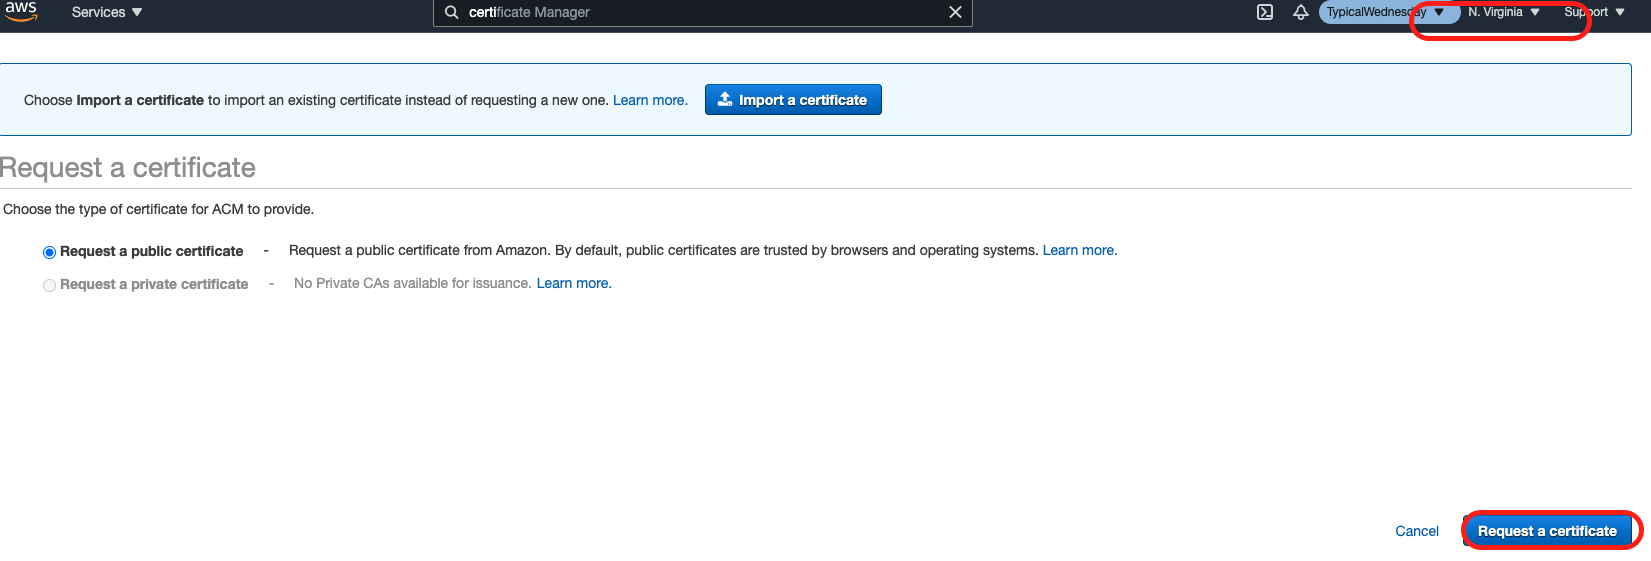 aws Services certificate Manager TypicalWednesday N. Virginia Support
Choose Import a certificate to import an existing certificate instead of requesting a new one. Learn more. Import a certificate
Request a certificate
Choose the type of certificate for ACM to provide.
Request a public certificate - Request a public certificate from Amazon. By default, public certificates are trusted by browsers and operating systems. Learn more.
Request a private certificate - No Private CAs available for issuance. Learn more.
Cancel Request a certificate